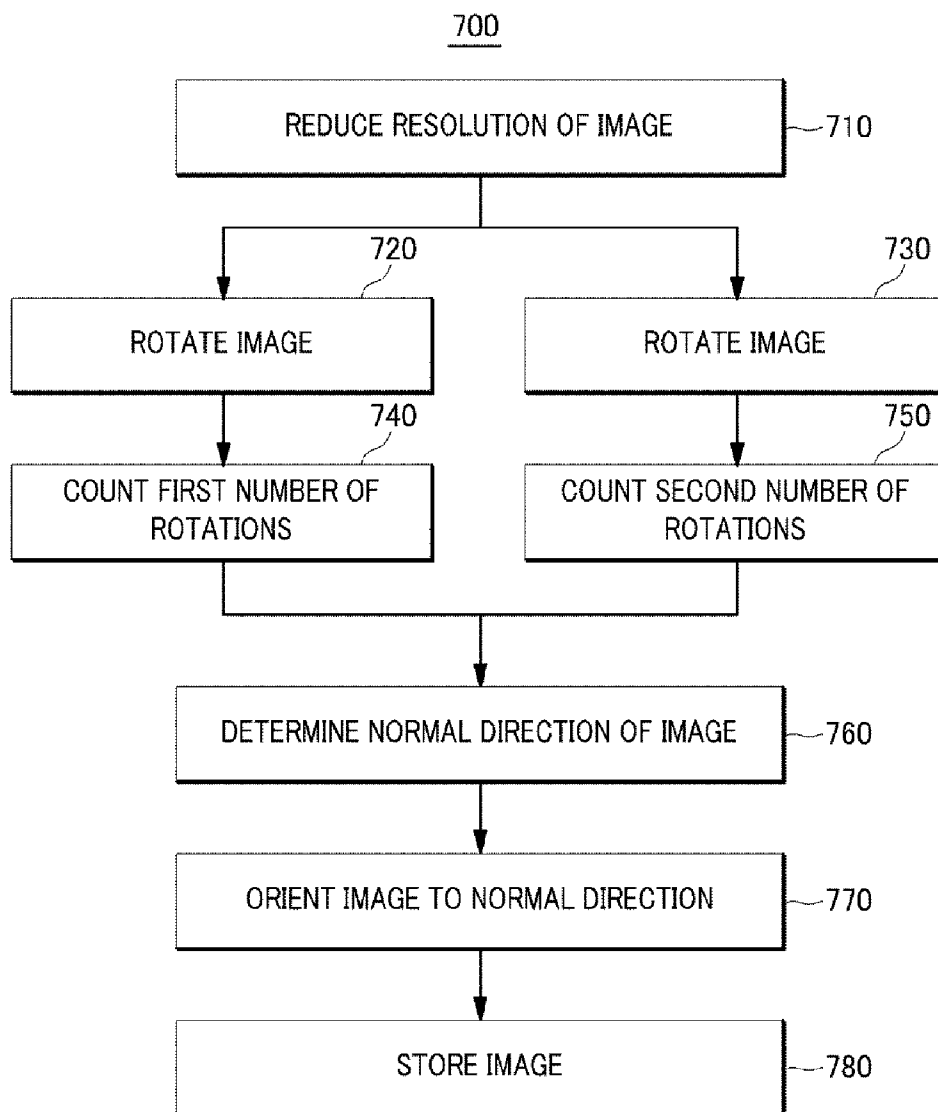 700
REDUCE RESOLUTION OF IMAGE
710
720
730
ROTATE IMAGE
ROTATE IMAGE
740
750
COUNT FIRST NUMBER OF
ROTATIONS
COUNT SECOND NUMBER OF
ROTATIONS
DETERMINE NORMAL DIRECTION OF IMAGE
760
ORIENT IMAGE TO NORMAL DIRECTION
770
STORE IMAGE
780